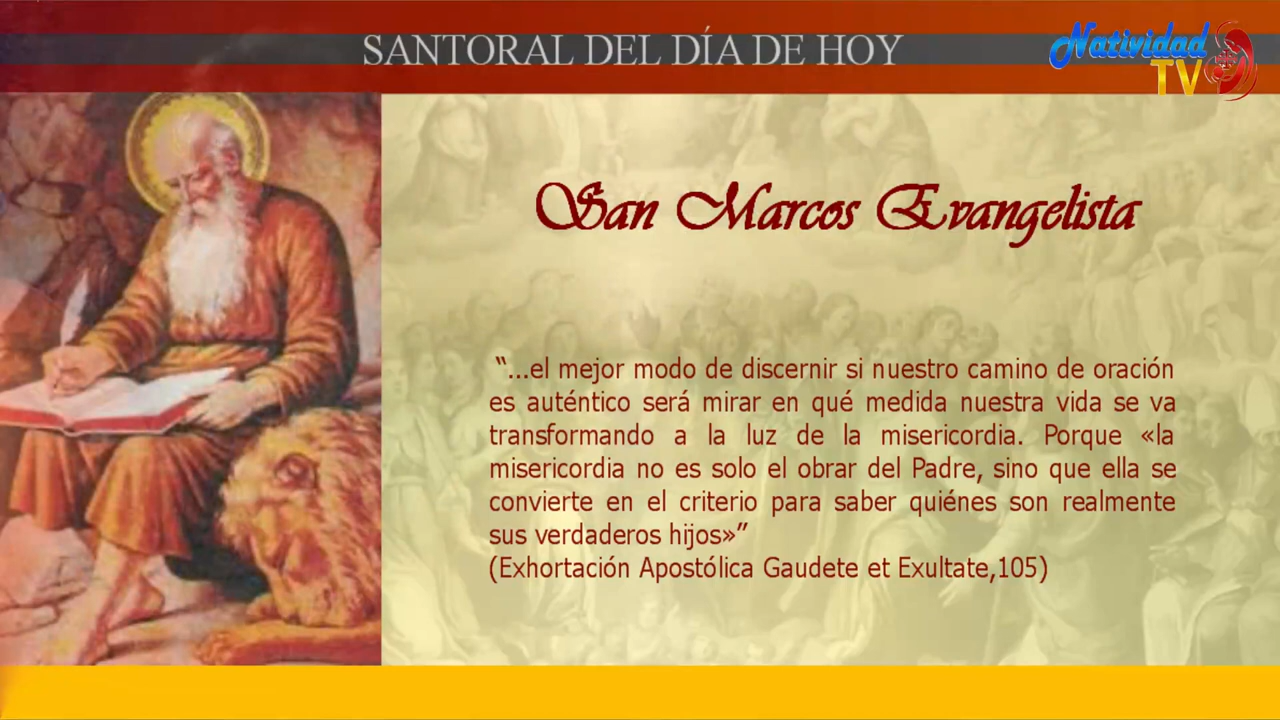 SANTORAL DEL DÍA DE HOY
Natividad
TV
San Marcos Evangelista
“...el mejor modo de discernir si nuestro camino de oración
es auténtico será mirar en qué medida nuestra vida se va
transformando a la luz de la misericordia. Porque «la
misericordia no es solo el obrar del Padre, sino que ella se
convierte en el criterio para saber quiénes son realmente
sus verdaderos hijos»”
(Exhortación Apostólica Gaudete et Exultate,105)